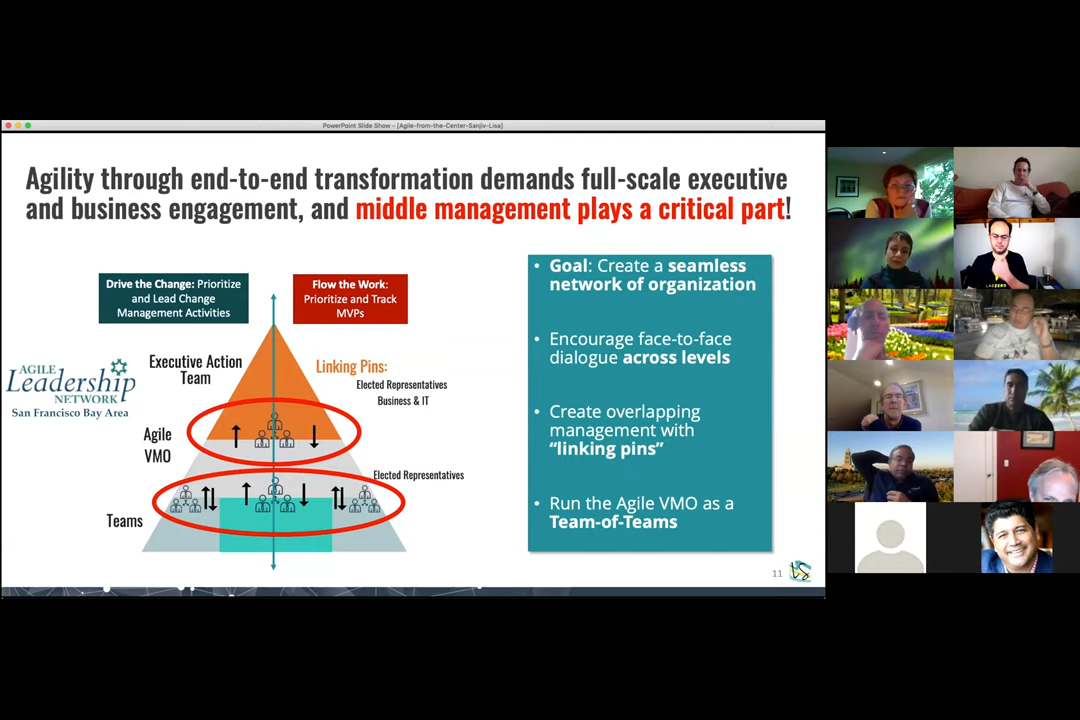 PowerPoint Slide Show - [Agile-from-the-Center-Sanjiv-Lisa]
Agility through end-to-end transformation demands full-scale executive
and business engagement, and middle management plays a critical part!
Drive the Change: Prioritize
and Lead Change
Management Activities
Flow the Work:
Prioritize and Track
MVPs
AGILE
Leadership
NETWORK
San Francisco Bay Area
Executive Action
Team
Linking Pins:
Elected Representatives
Business & IT
Agile
VMO
Elected Representatives
Teams
• Goal: Create a seamless
network of organization
• Encourage face-to-face
dialogue across levels
• Create overlapping
management with
“linking pins”
• Run the Agile VMO as a
Team-of-Teams
11
LABZERO